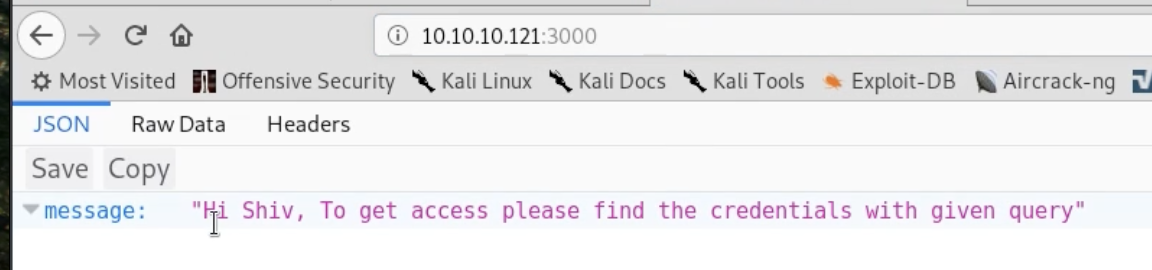 10.10.10.121:3000
Most Visited Offensive Security Kali Linux Kali Docs Kali Tools Exploit-DB Aircrack-ng
JSON Raw Data Headers
Save Copy
message: "Hi Shiv, To get access please find the credentials with given query"